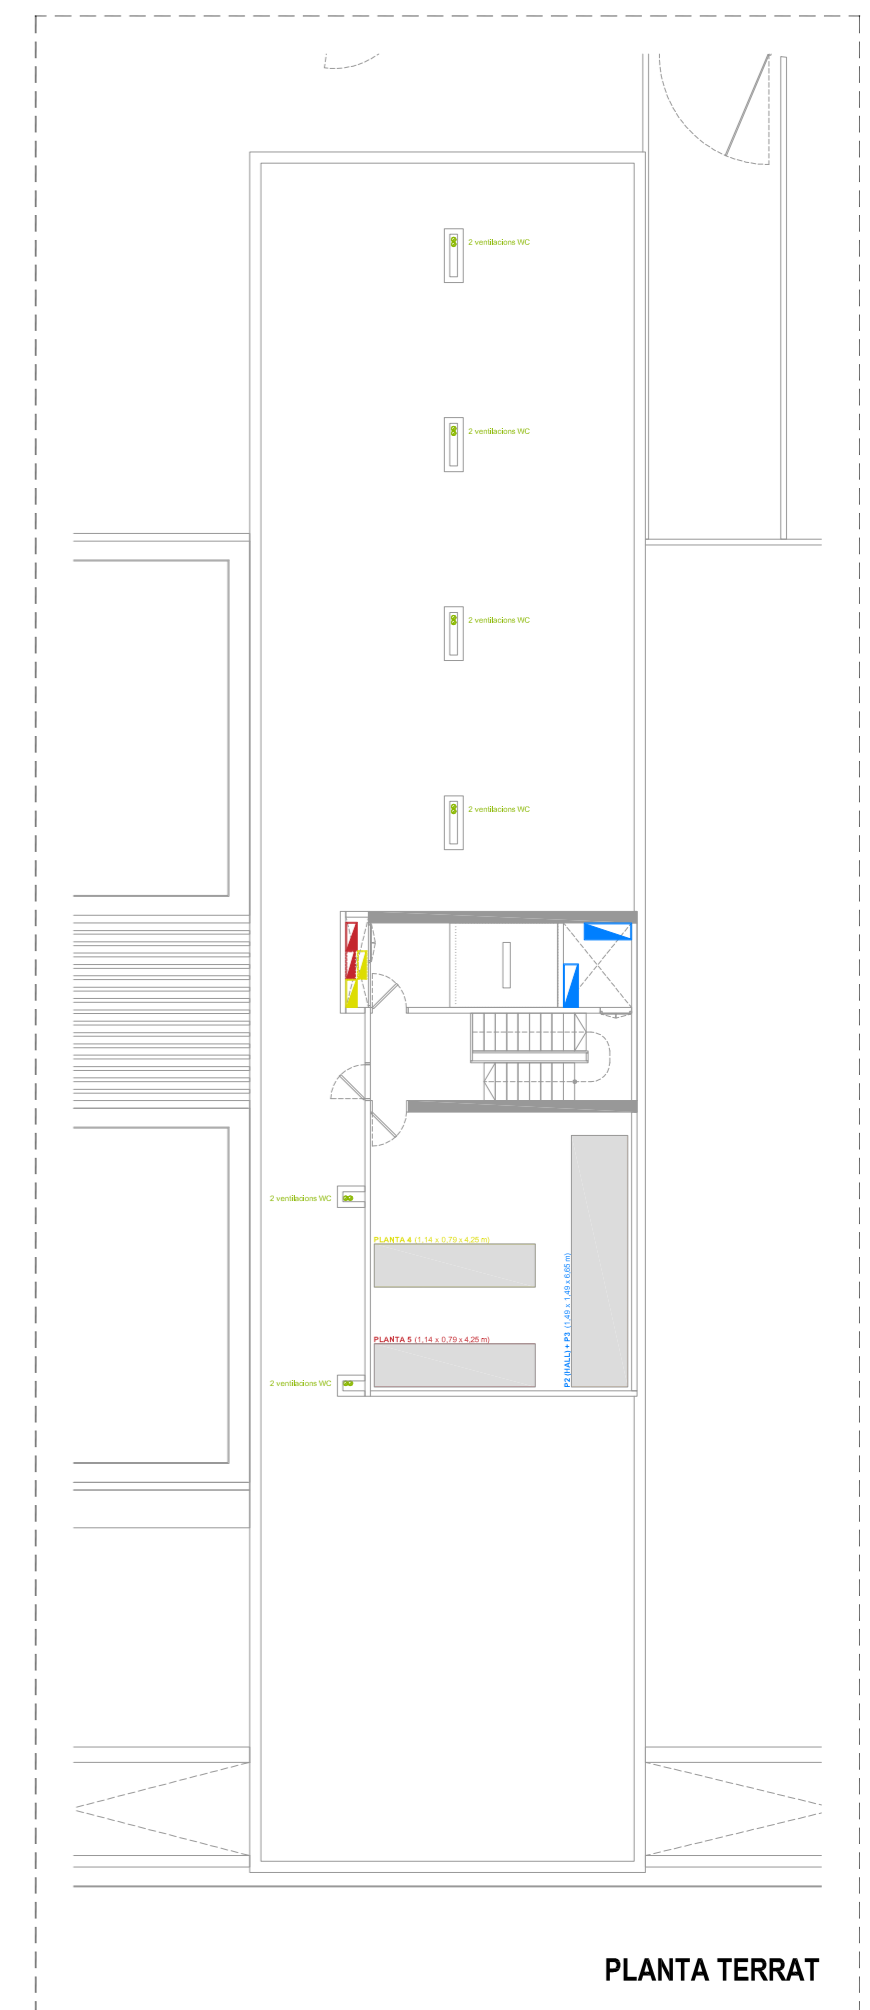 2 ventilacions WC
2 ventilacions WC
2 ventilacions WC
2 ventilacions WC
2 ventilacions WC
PLANTA 4 (1,14 x 0,79 x 4,25 m)
P2 (HALL) + P3 (1,49 x 1,49 x 6,65 m)
PLANTA 5 (1,14 x 0,79 x 4,25 m)
2 ventilacions WC
PLANTA TERRAT